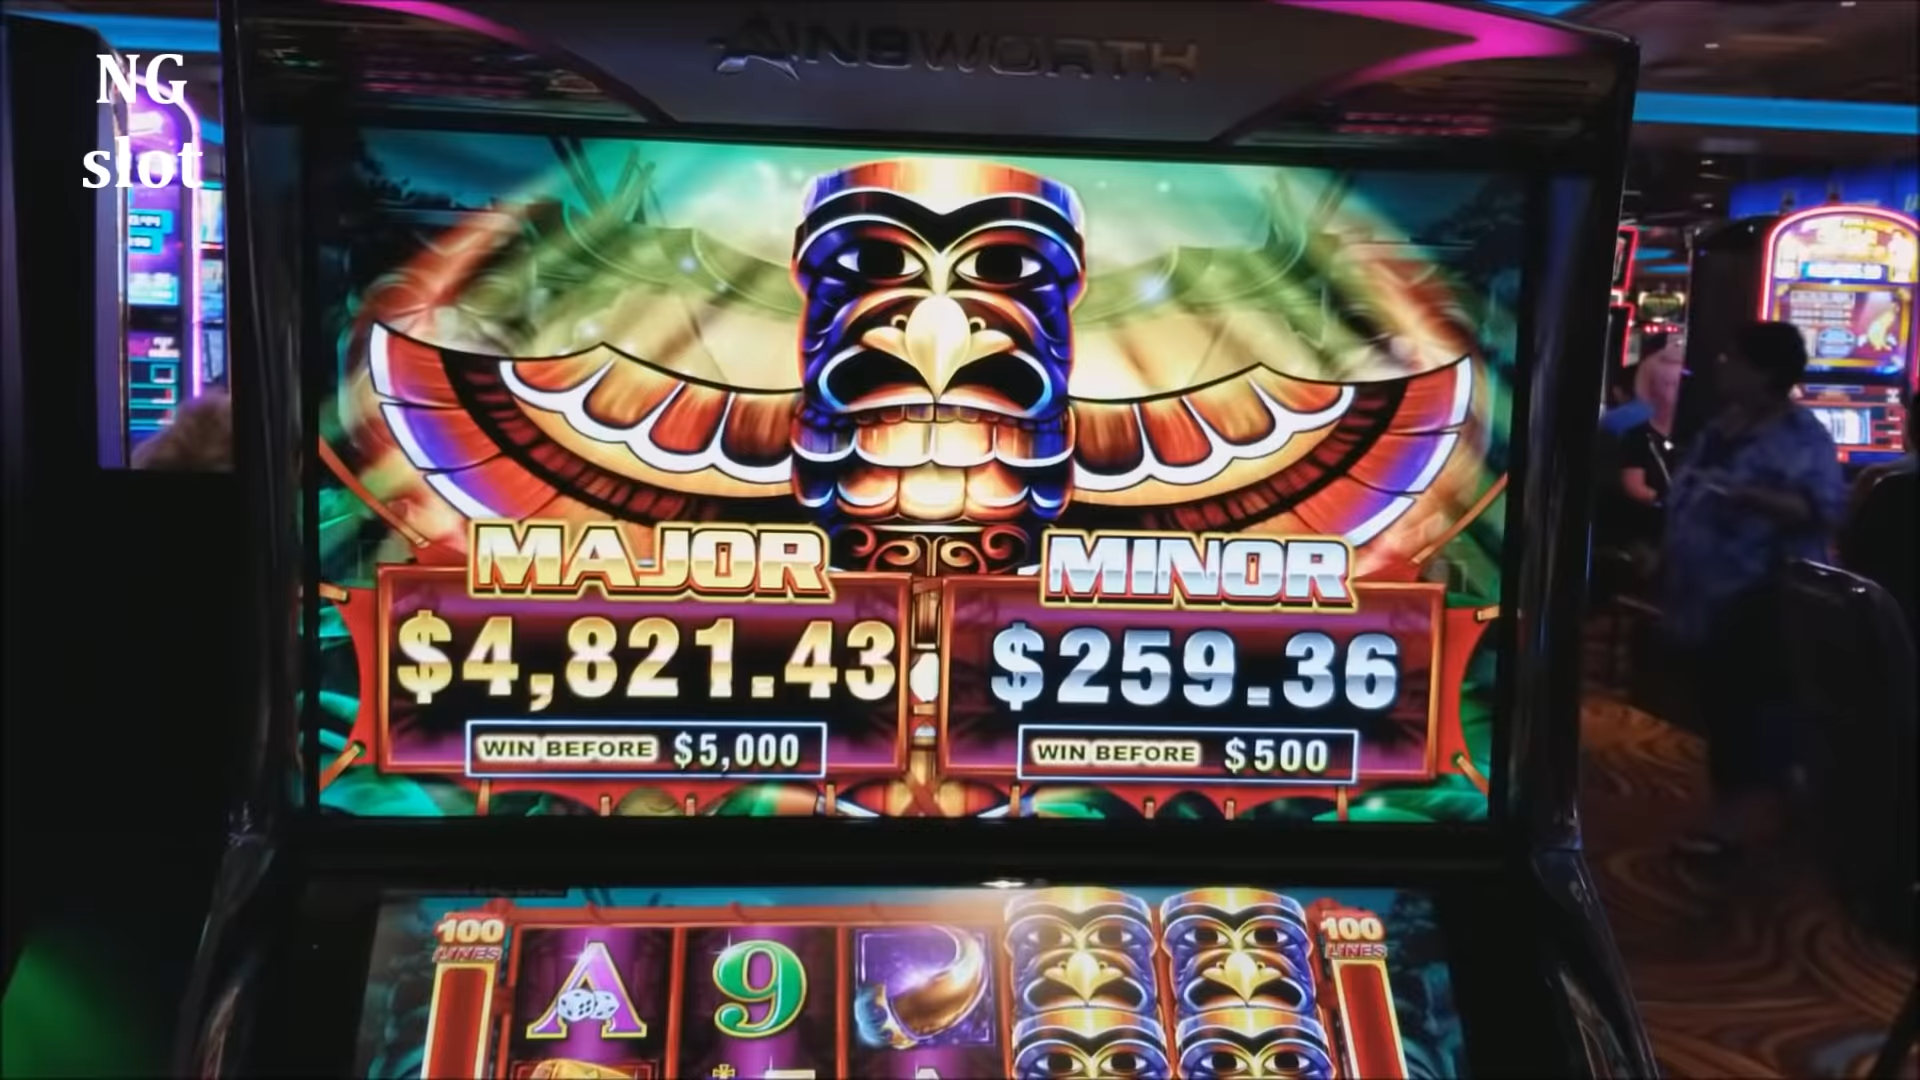 NG
slot
AINSWORTH
MAJOR
$4,821.43
WIN BEFORE $5,000
MINOR
$259.36
WIN BEFORE $500
100
LINES
A
9
100
LINES